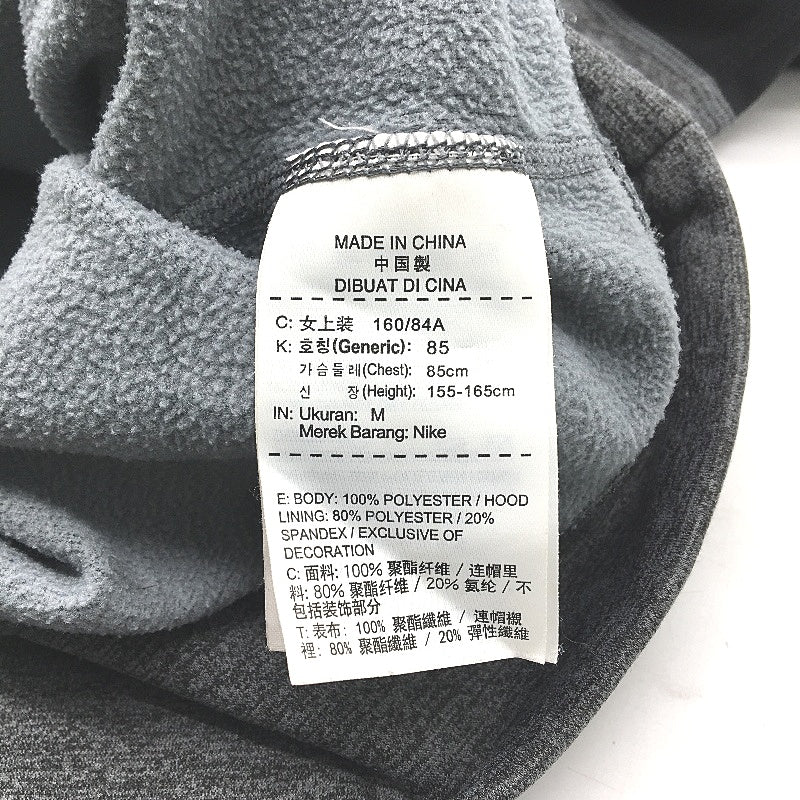 MADE IN CHINA
中国製
DIBUAT DI CINA
C: 女上装 160/84A
K: 호칭(Generic): 85
가슴둘레(Chest): 85cm
신 장(Height): 155-165cm
IN: Ukuran: M
Merek Barang: Nike
E: BODY: 100% POLYESTER / HOOD
LINING: 80% POLYESTER / 20%
SPANDEX / EXCLUSIVE OF
DECORATION
C: 面料: 100% 聚酯纤维 / 连帽里
料: 80% 聚酯纤维 / 20% 氨纶 / 不
包括装饰部分
T: 表布: 100% 聚酯纖維 / 連帽襯
裡: 80% 聚酯纖維 / 20% 彈性纖維